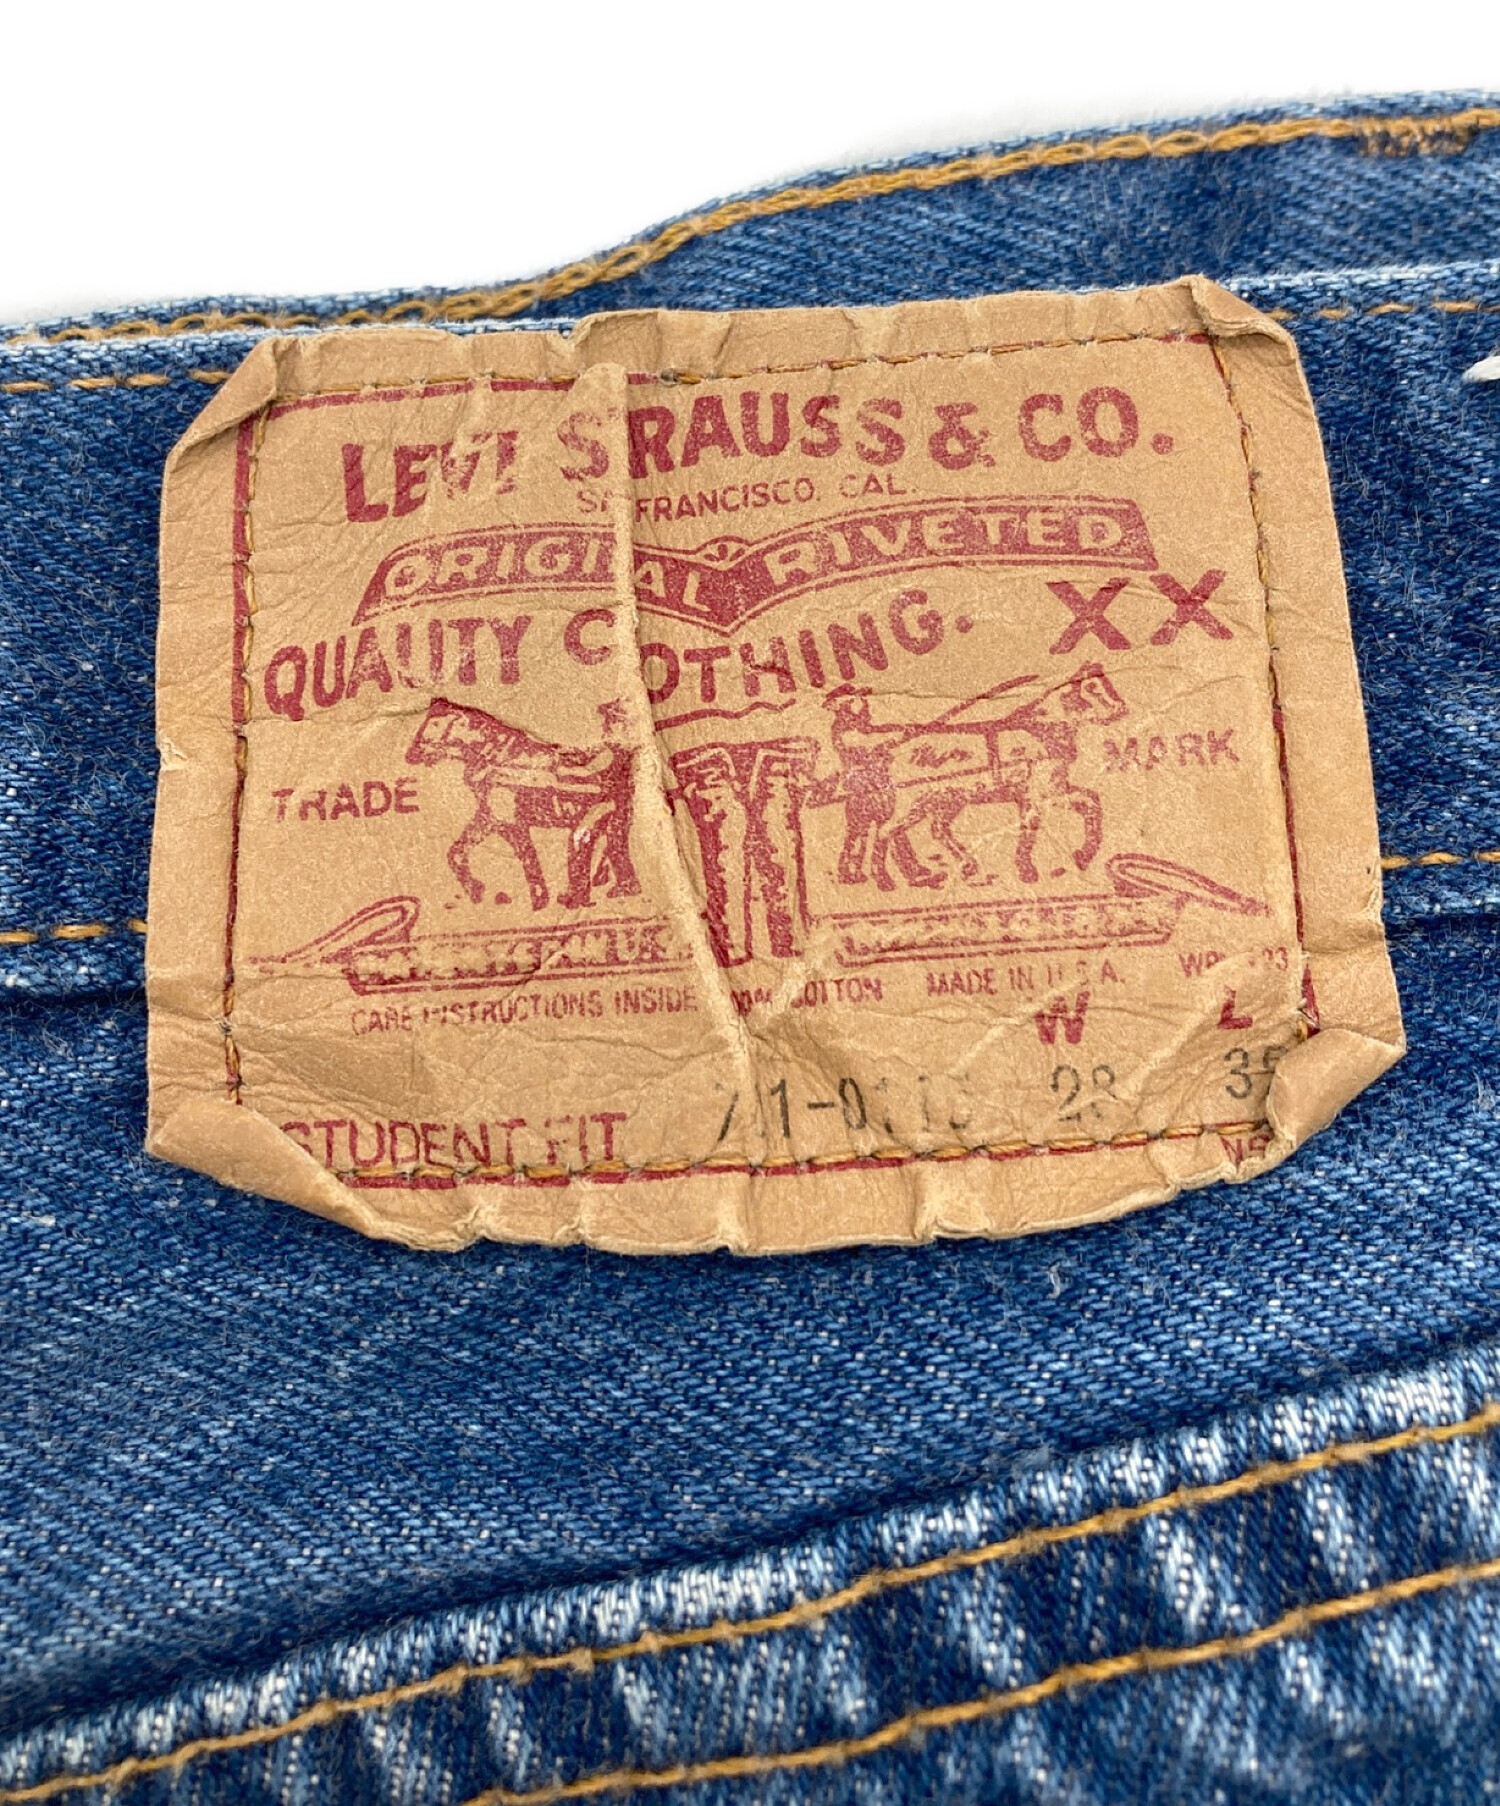 LEVI STRAUSS & CO.
SAN FRANCISCO, CAL.
ORIGINAL RIVETED
QUALITY CLOTHING. XX
TRADE MARK
CARE INSTRUCTIONS INSIDE 100% COTTON MADE IN U.S.A.
W L
28
STUDENT FIT